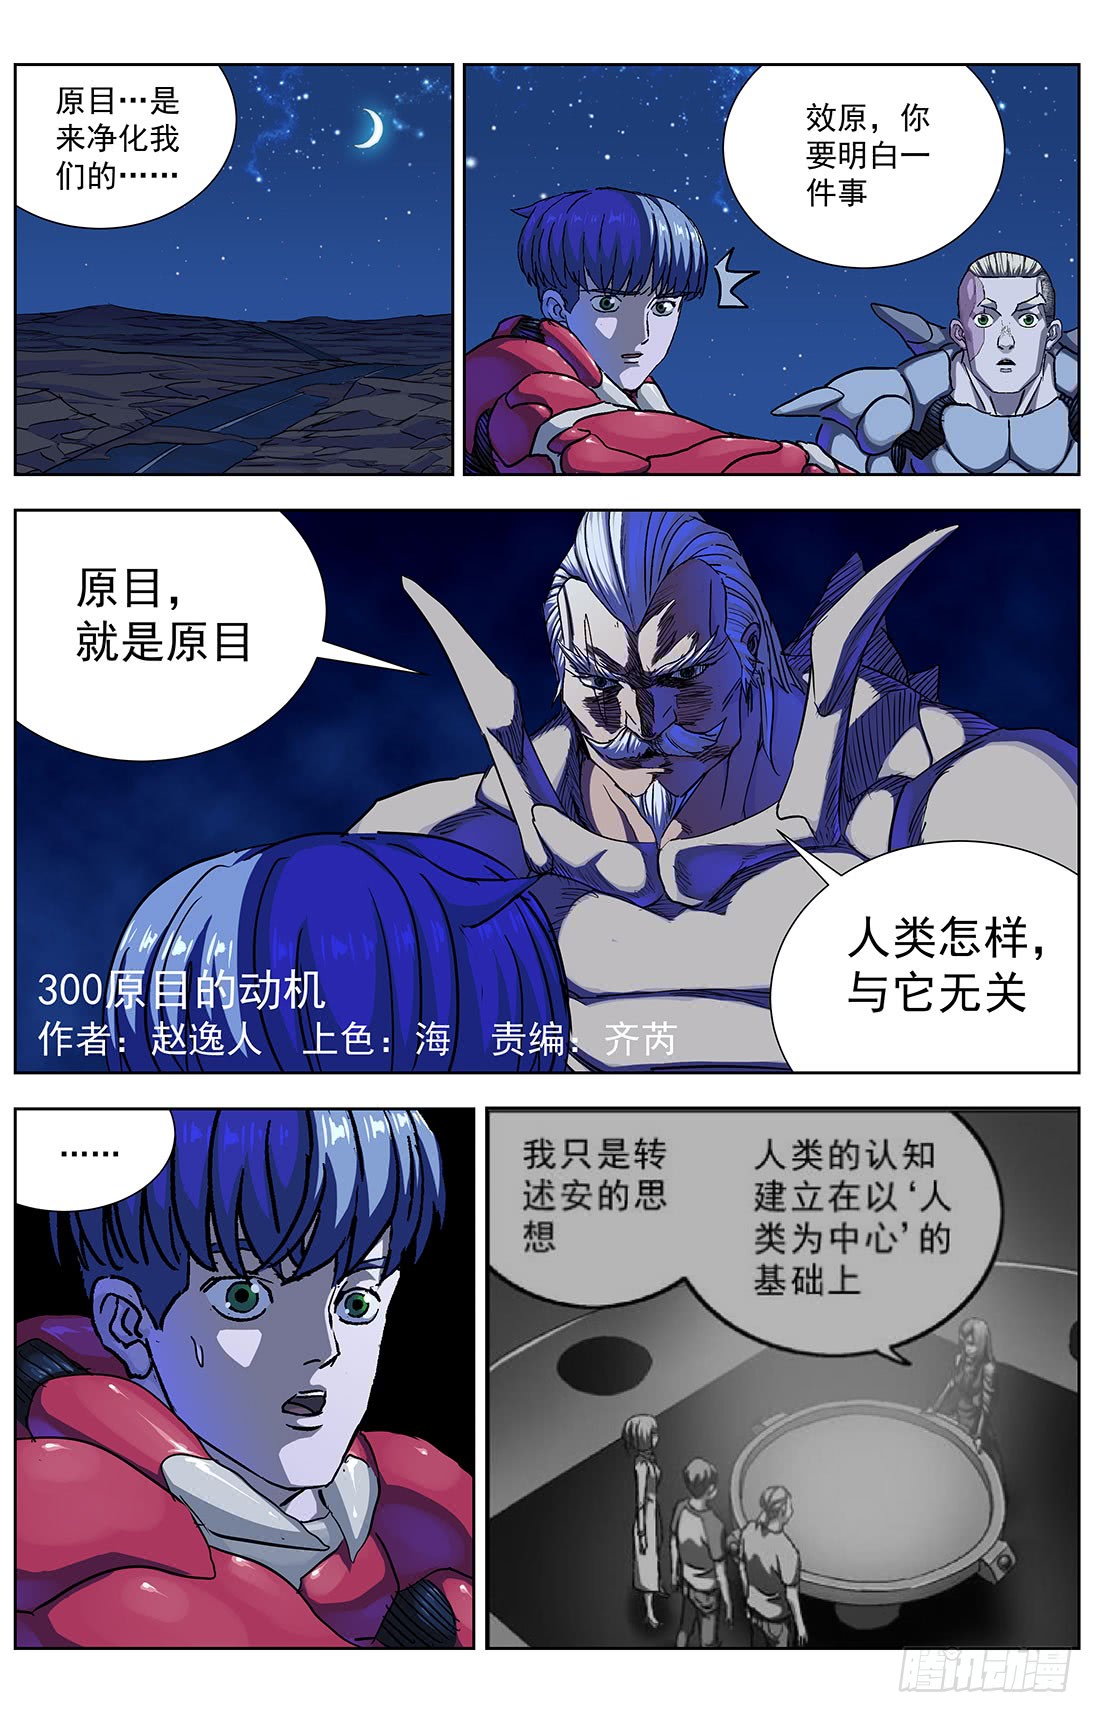 原目…是
来净化我
们的……
效原，你
要明白一
件事
原目，
就是原目
人类怎样，
与它无关
300原目的动机
作者：赵逸人　上色：海　责编：齐芮
……
我只是转
述安的思
想
人类的认知
建立在以‘人
类为中心’的
基础上
腾讯动漫